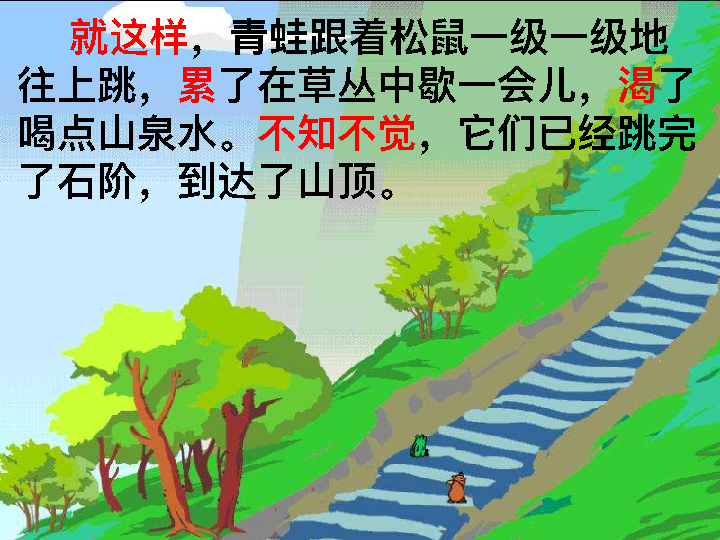 就这样，青蛙跟着松鼠一级一级地
往上跳，累了在草丛中歇一会儿，渴了
喝点山泉水。不知不觉，它们已经跳完
了石阶，到达了山顶。